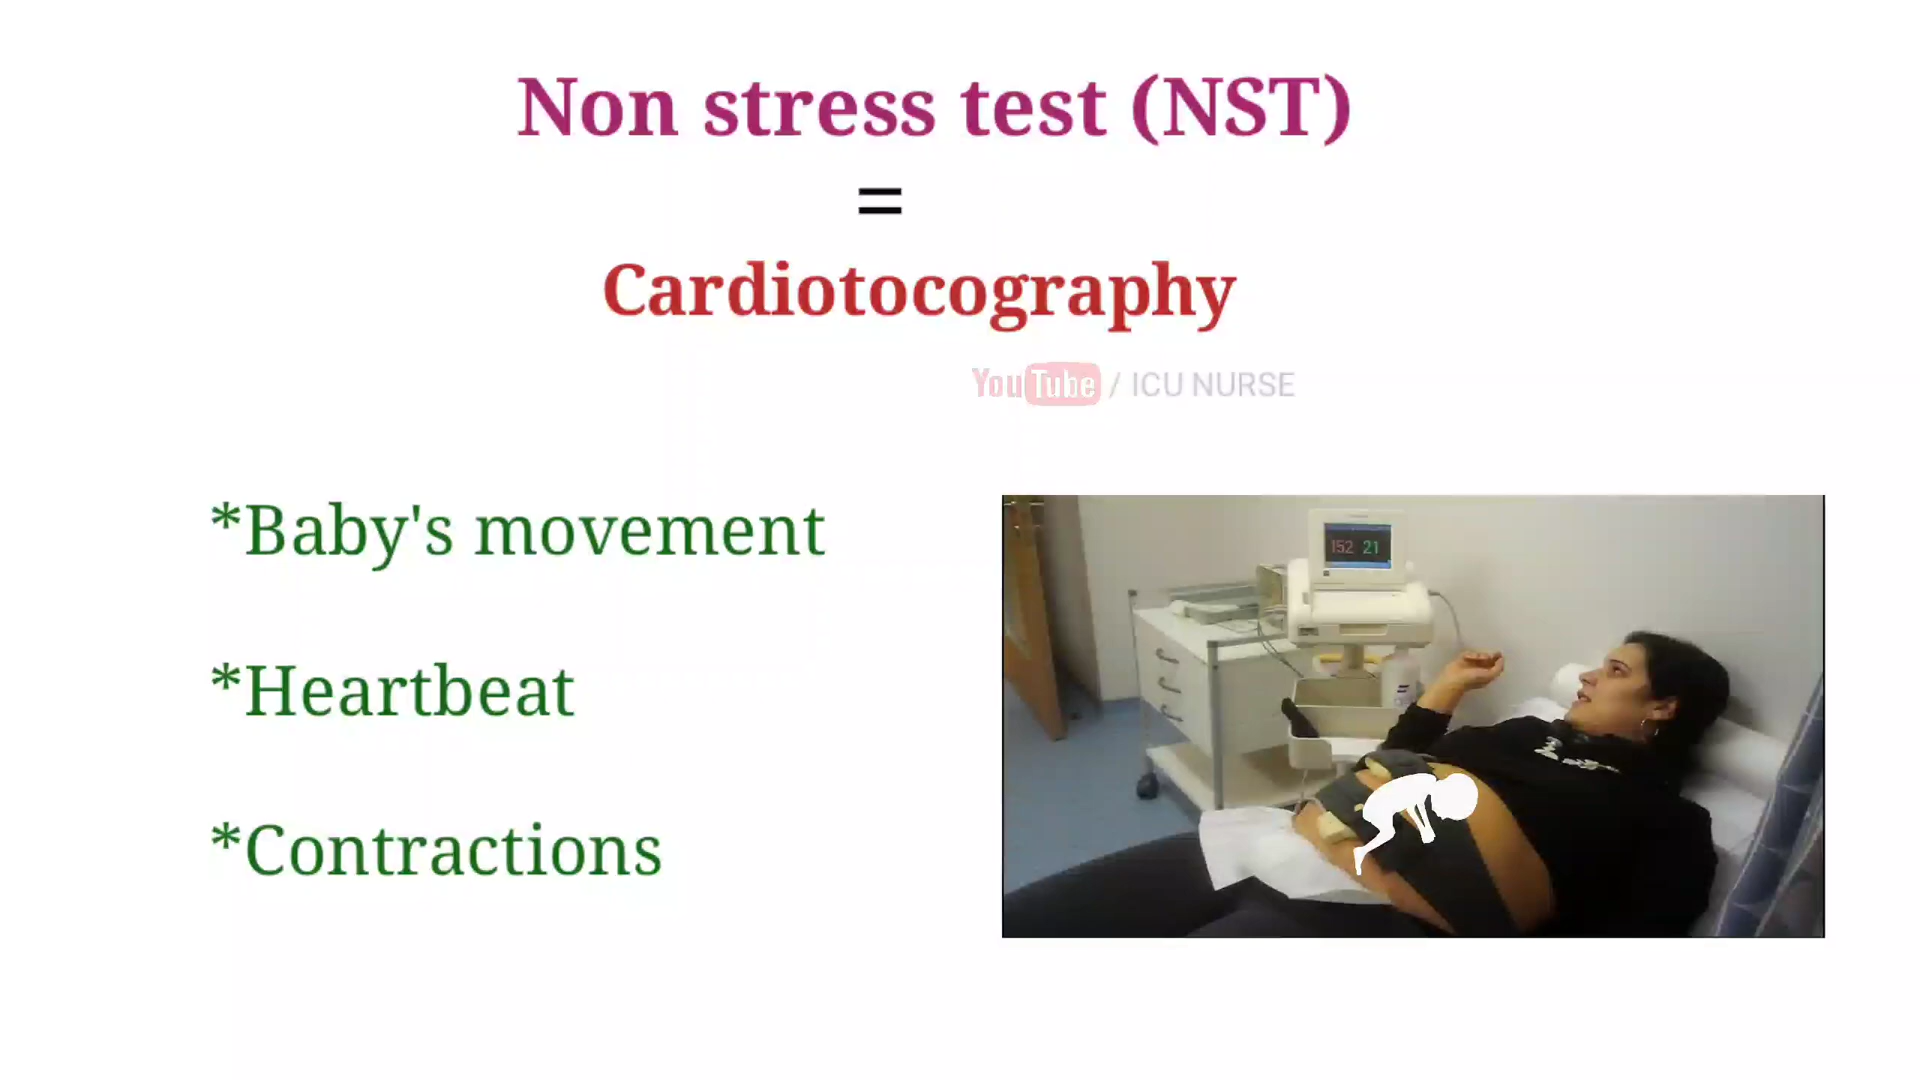 Non stress test (NST)
=
Cardiotocography
YouTube / ICU NURSE
*Baby's movement
*Heartbeat
*Contractions
152 21